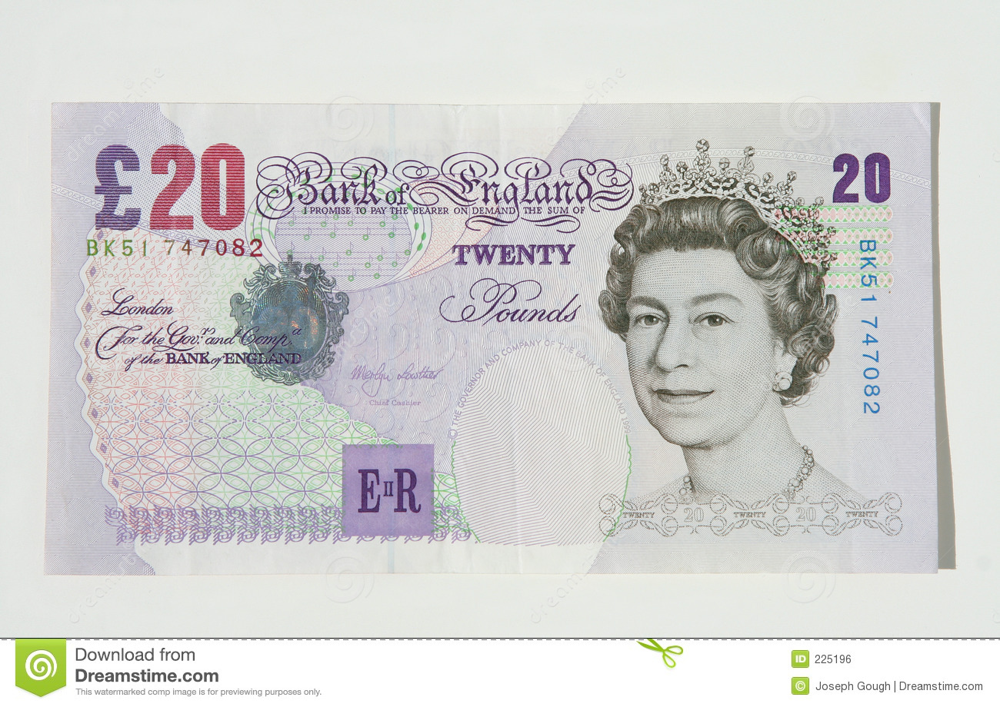 £20
Bank of England
I PROMISE TO PAY THE BEARER ON DEMAND THE SUM OF
20
BK51 747082
TWENTY
Pounds
BK51 747082
London
For the Govr. and Compa.
of the BANK of ENGLAND
Merlyn Lowther
Chief Cashier
© THE GOVERNOR AND COMPANY OF THE BANK OF ENGLAND 1999
EIIR
TWENTY 20 TWENTY 20 TWENTY
Download from
Dreamstime.com
This watermarked comp image is for previewing purposes only.
ID 225196
© Joseph Gough | Dreamstime.com